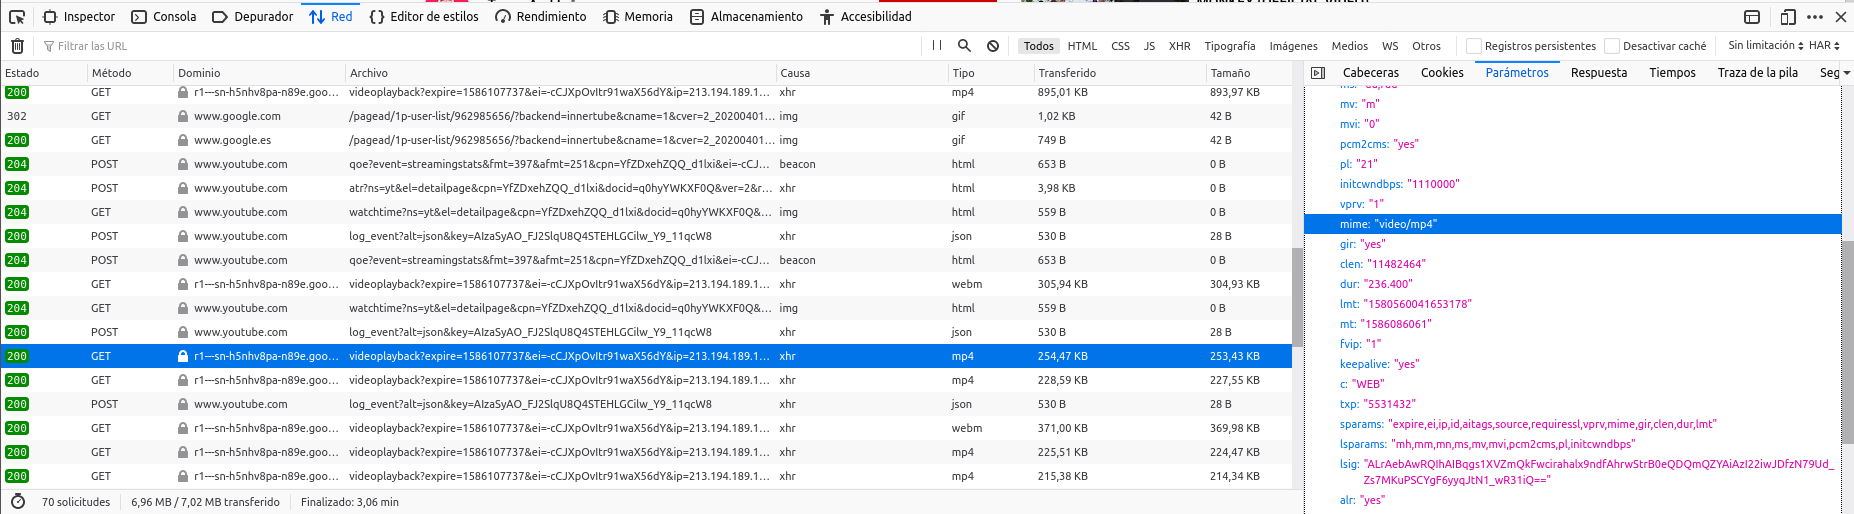 Inspector Consola Depurador Red Editor de estilos Rendimiento Memoria Almacenamiento Accesibilidad
Filtrar las URL Todos HTML CSS JS XHR Tipografía Imágenes Medios WS Otros Registros persistentes Desactivar caché Sin limitación HAR
Estado Método Dominio Archivo Causa Tipo Transferido Tamaño
200 GET r1---sn-h5nhv8pa-n89e.goo... videoplayback?expire=1586107737&ei=-cCJXpOvItr91waX56dY&ip=213.194.189.1... xhr mp4 895,01 KB 893,97 KB
302 GET www.google.com /pagead/1p-user-list/962985656/?backend=innertube&cname=1&cver=2_20200401... img gif 1,02 KB 42 B
200 GET www.google.es /pagead/1p-user-list/962985656/?backend=innertube&cname=1&cver=2_20200401... img gif 749 B 42 B
204 POST www.youtube.com qoe?event=streamingstats&fmt=397&afmt=251&cpn=YfZDxehZQQ_d1lxi&ei=-cCJ... beacon html 653 B 0 B
204 POST www.youtube.com atr?ns=yt&el=detailpage&cpn=YfZDxehZQQ_d1lxi&docid=q0hyYWKXF0Q&ver=2&r... xhr html 3,98 KB 0 B
204 GET www.youtube.com watchtime?ns=yt&el=detailpage&cpn=YfZDxehZQQ_d1lxi&docid=q0hyYWKXF0Q&... img html 559 B 0 B
200 POST www.youtube.com log_event?alt=json&key=AIzaSyAO_FJ2SlqU8Q4STEHLGCilw_Y9_11qcW8 xhr json 530 B 28 B
204 POST www.youtube.com qoe?event=streamingstats&fmt=397&afmt=251&cpn=YfZDxehZQQ_d1lxi&ei=-cCJ... beacon html 653 B 0 B
200 GET r1---sn-h5nhv8pa-n89e.goo... videoplayback?expire=1586107737&ei=-cCJXpOvItr91waX56dY&ip=213.194.189.1... xhr webm 305,94 KB 304,93 KB
204 GET www.youtube.com watchtime?ns=yt&el=detailpage&cpn=YfZDxehZQQ_d1lxi&docid=q0hyYWKXF0Q&... img html 559 B 0 B
200 POST www.youtube.com log_event?alt=json&key=AIzaSyAO_FJ2SlqU8Q4STEHLGCilw_Y9_11qcW8 xhr json 530 B 28 B
200 GET r1---sn-h5nhv8pa-n89e.goo... videoplayback?expire=1586107737&ei=-cCJXpOvItr91waX56dY&ip=213.194.189.1... xhr mp4 254,47 KB 253,43 KB
200 GET r1---sn-h5nhv8pa-n89e.goo... videoplayback?expire=1586107737&ei=-cCJXpOvItr91waX56dY&ip=213.194.189.1... xhr mp4 228,59 KB 227,55 KB
200 POST www.youtube.com log_event?alt=json&key=AIzaSyAO_FJ2SlqU8Q4STEHLGCilw_Y9_11qcW8 xhr json 530 B 28 B
200 GET r1---sn-h5nhv8pa-n89e.goo... videoplayback?expire=1586107737&ei=-cCJXpOvItr91waX56dY&ip=213.194.189.1... xhr webm 371,00 KB 369,98 KB
200 GET r1---sn-h5nhv8pa-n89e.goo... videoplayback?expire=1586107737&ei=-cCJXpOvItr91waX56dY&ip=213.194.189.1... xhr mp4 225,51 KB 224,47 KB
200 GET r1---sn-h5nhv8pa-n89e.goo... videoplayback?expire=1586107737&ei=-cCJXpOvItr91waX56dY&ip=213.194.189.1... xhr mp4 215,38 KB 214,34 KB
70 solicitudes 6,96 MB / 7,02 MB transferido Finalizado: 3,06 min
Cabeceras Cookies Parámetros Respuesta Tiempos Traza de la pila Seg
mv: "m"
mvi: "0"
pcm2cms: "yes"
pl: "21"
initcwndbps: "1110000"
vprv: "1"
mime: "video/mp4"
gir: "yes"
clen: "11482464"
dur: "236.400"
lmt: "1580560041653178"
mt: "1586086061"
fvip: "1"
keepalive: "yes"
c: "WEB"
txp: "5531432"
sparams: "expire,ei,ip,id,aitags,source,requiressl,vprv,mime,gir,clen,dur,lmt"
lsparams: "mh,mm,mn,ms,mv,mvi,pcm2cms,pl,initcwndbps"
lsig: "ALrAebAwRQIhAIBqgs1XVZmQkFwcirahalx9ndfAhrwStrB0eQDQmQZYAiAzI22iwJDfzN79Ud_
Zs7MKuPSCYgF6yyqJtN1_wR31iQ=="
alr: "yes"